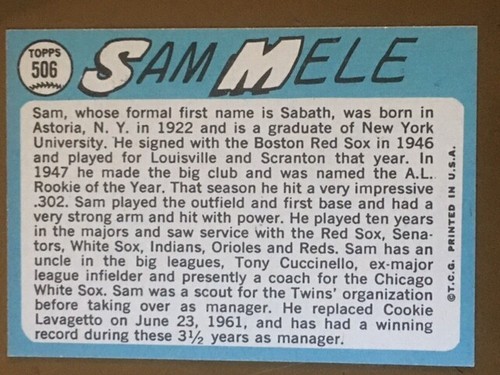 TOPPS
506
SAM MELE
Sam, whose formal first name is Sabath, was born in
Astoria, N. Y. in 1922 and is a graduate of New York
University. He signed with the Boston Red Sox in 1946
and played for Louisville and Scranton that year. In
1947 he made the big club and was named the A.L.
Rookie of the Year. That season he hit a very impressive
.302. Sam played the outfield and first base and had a
very strong arm and hit with power. He played ten years
in the majors and saw service with the Red Sox, Sena-
tors, White Sox, Indians, Orioles and Reds. Sam has an
uncle in the big leagues, Tony Cuccinello, ex-major
league infielder and presently a coach for the Chicago
White Sox. Sam was a scout for the Twins' organization
before taking over as manager. He replaced Cookie
Lavagetto on June 23, 1961, and has had a winning
record during these 3½ years as manager.
©T.C.G. PRINTED IN U.S.A.